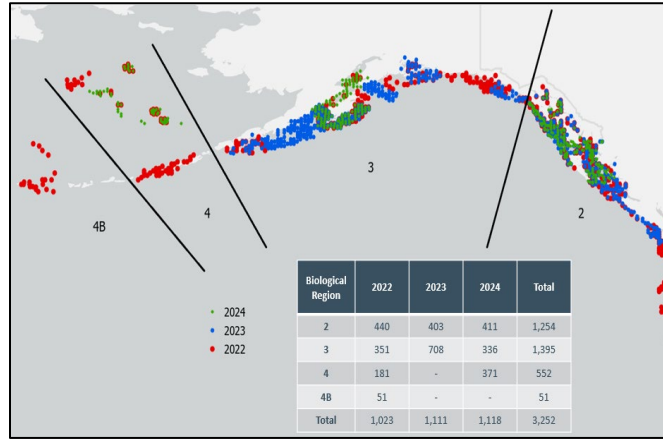 3
4
4B
2
2024
2023
2022
Biological Region 2022 2023 2024 Total
2 440 403 411 1,254
3 351 708 336 1,395
4 181 - 371 552
4B 51 - - 51
Total 1,023 1,111 1,118 3,252